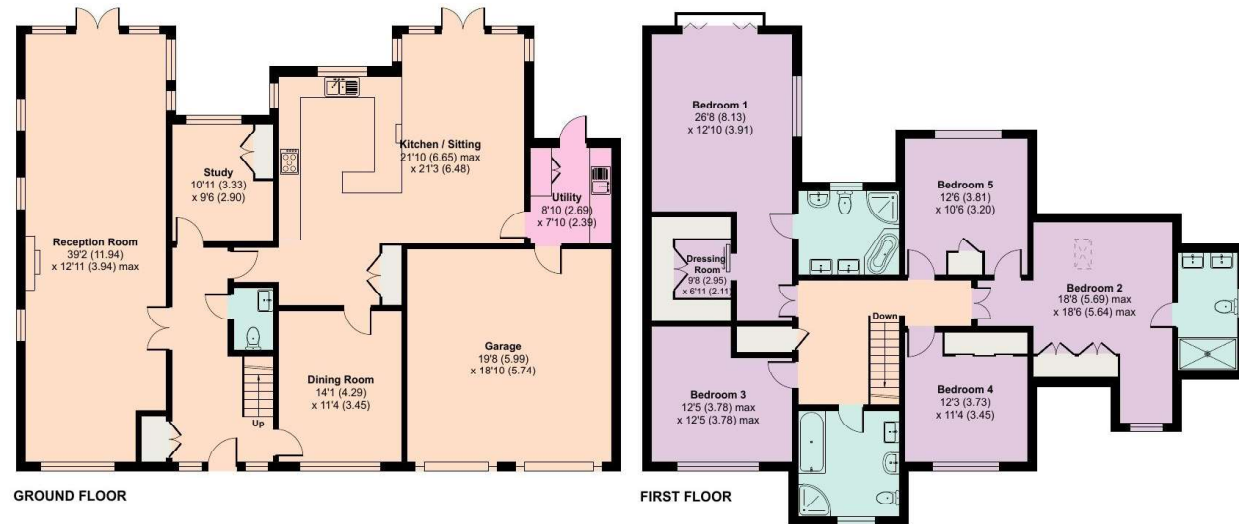 Reception Room
39'2 (11.94)
x 12'11 (3.94) max
Study
10'11 (3.33)
x 9'6 (2.90)
Kitchen / Sitting
21'10 (6.65) max
x 21'3 (6.48)
Utility
8'10 (2.69)
x 7'10 (2.39)
Dining Room
14'1 (4.29)
x 11'4 (3.45)
Garage
19'8 (5.99)
x 18'10 (5.74)
Up
GROUND FLOOR
Bedroom 1
26'8 (8.13)
x 12'10 (3.91)
Dressing
Room
9'8 (2.95)
x 6'11 (2.11)
Bedroom 5
12'6 (3.81)
x 10'6 (3.20)
Bedroom 2
18'8 (5.69) max
x 18'6 (5.64) max
Down
Bedroom 3
12'5 (3.78) max
x 12'5 (3.78) max
Bedroom 4
12'3 (3.73)
x 11'4 (3.45)
FIRST FLOOR